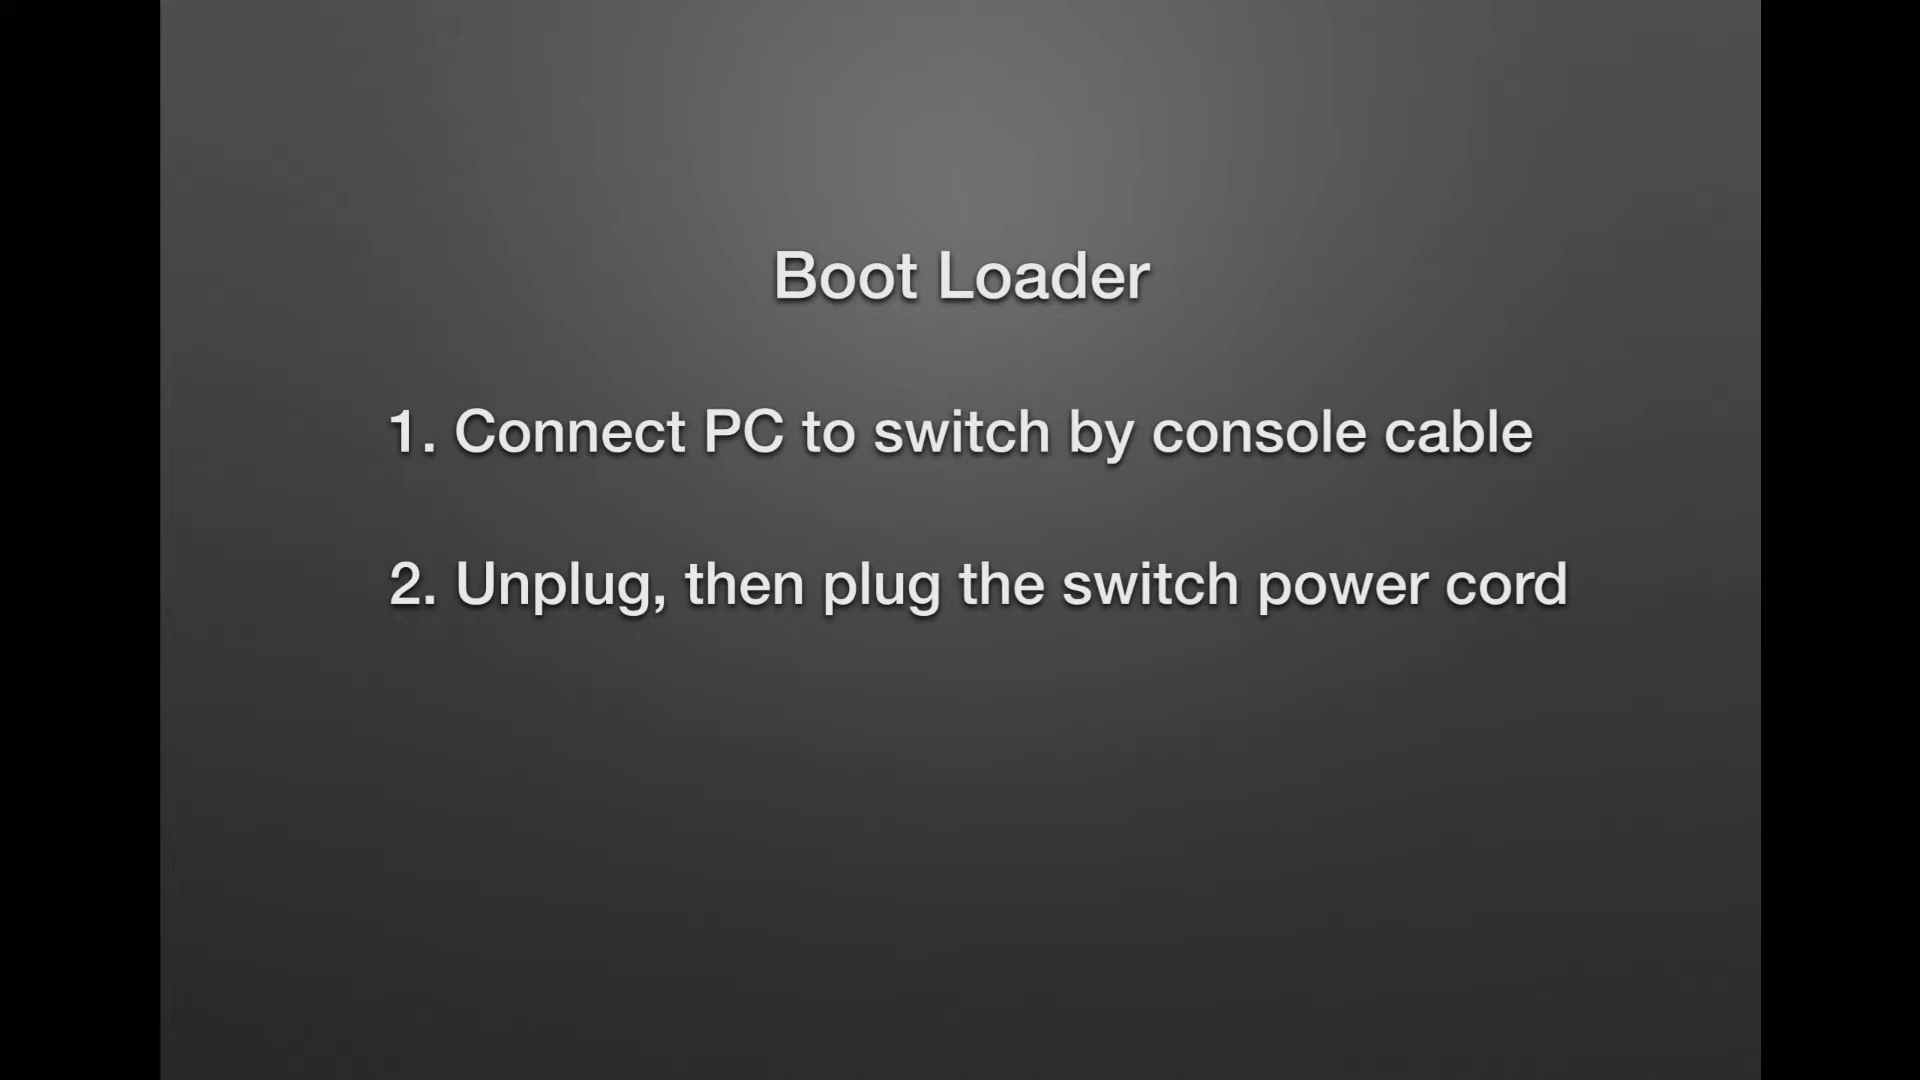 Boot Loader
1. Connect PC to switch by console cable
2. Unplug, then plug the switch power cord